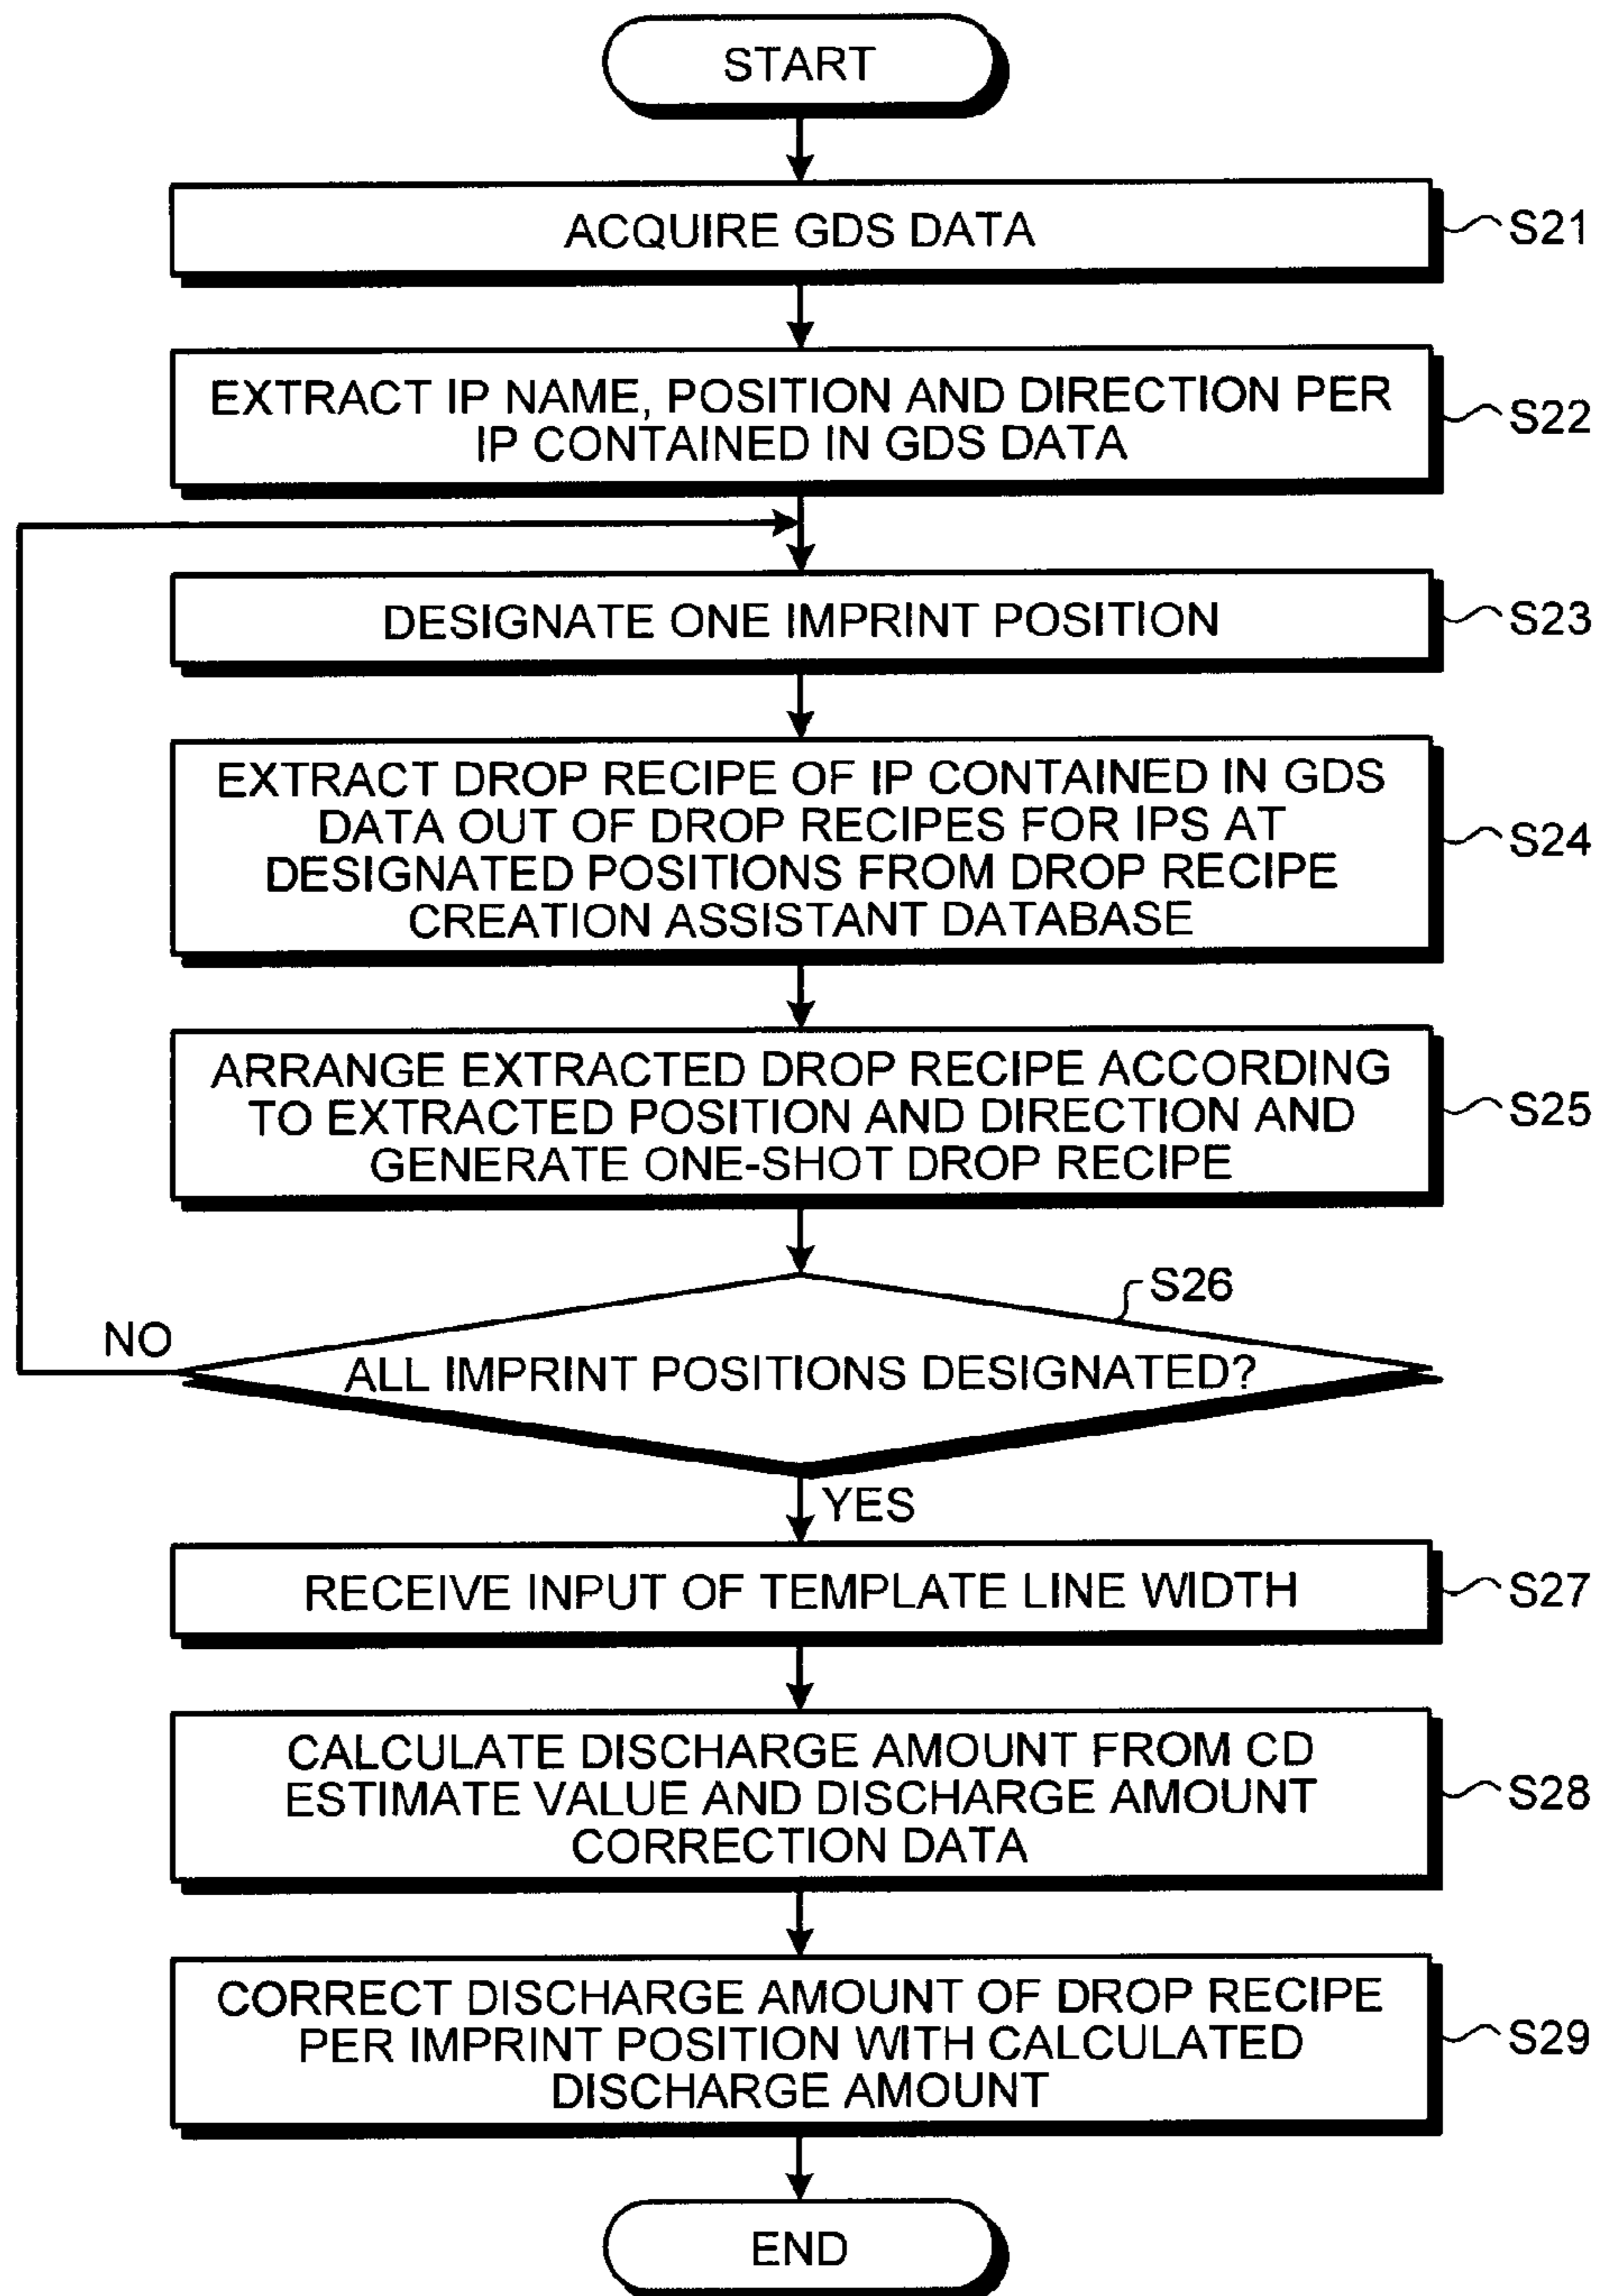 START
ACQUIRE GDS DATA
S21
EXTRACT IP NAME, POSITION AND DIRECTION PER
IP CONTAINED IN GDS DATA
S22
DESIGNATE ONE IMPRINT POSITION
S23
EXTRACT DROP RECIPE OF IP CONTAINED IN GDS
DATA OUT OF DROP RECIPES FOR IPS AT
DESIGNATED POSITIONS FROM DROP RECIPE
CREATION ASSISTANT DATABASE
S24
ARRANGE EXTRACTED DROP RECIPE ACCORDING
TO EXTRACTED POSITION AND DIRECTION AND
GENERATE ONE-SHOT DROP RECIPE
S25
S26
NO
ALL IMPRINT POSITIONS DESIGNATED?
YES
RECEIVE INPUT OF TEMPLATE LINE WIDTH
S27
CALCULATE DISCHARGE AMOUNT FROM CD
ESTIMATE VALUE AND DISCHARGE AMOUNT
CORRECTION DATA
S28
CORRECT DISCHARGE AMOUNT OF DROP RECIPE
PER IMPRINT POSITION WITH CALCULATED
DISCHARGE AMOUNT
S29
END